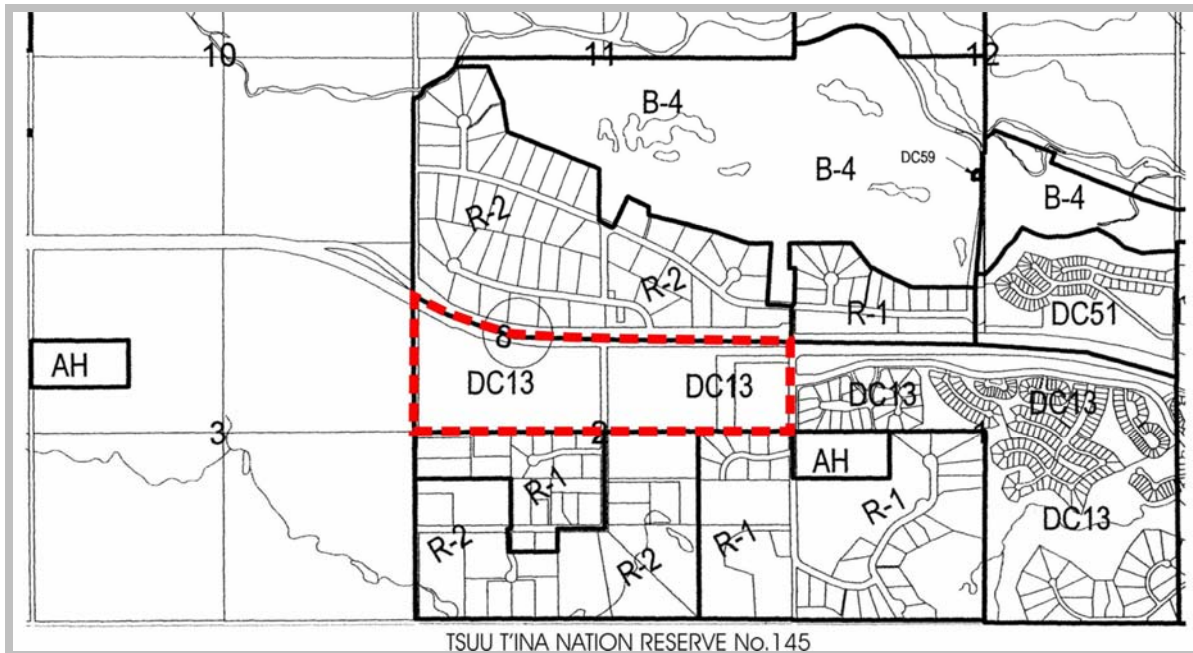 10
11
12
B-4
B-4
DC59
B-4
R-2
R-2
R-1
DC51
8
AH
DC13
DC13
DC13
DC13
3
2
1
AH
R-1
R-1
DC13
R-2
R-2
R-1
TSUU T'INA NATION RESERVE No.145